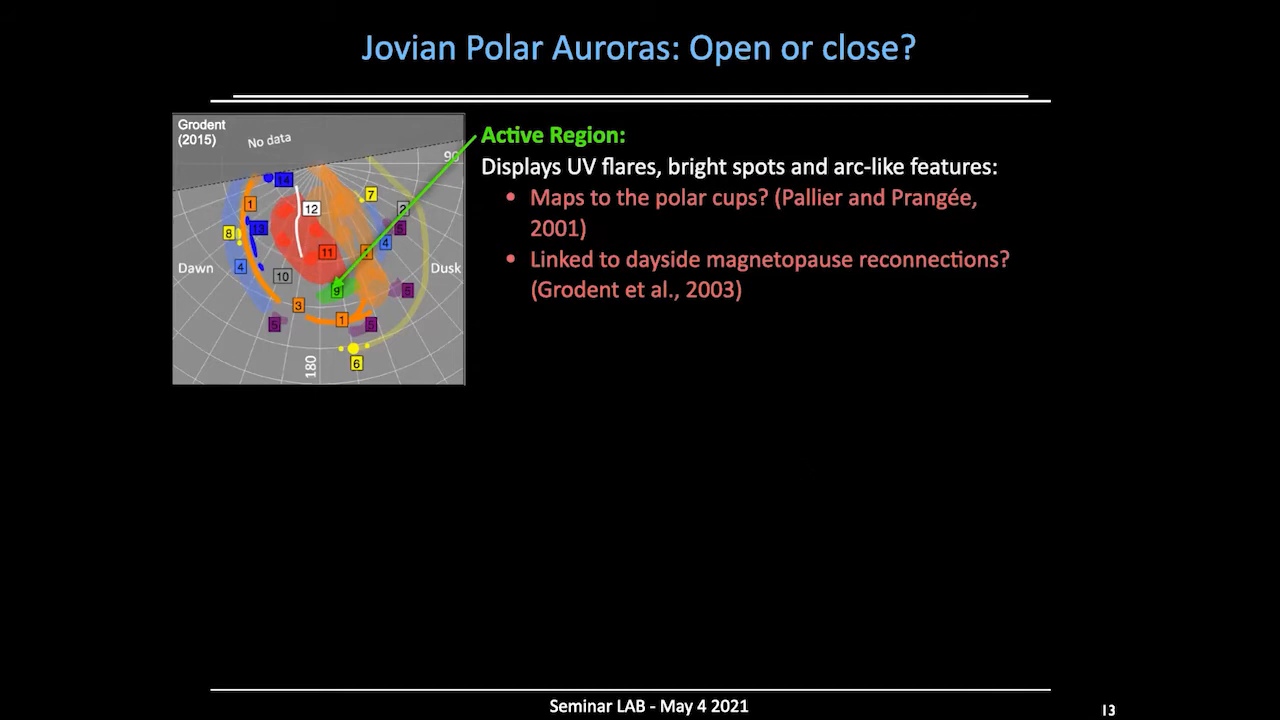 Jovian Polar Auroras: Open or close?
Grodent
(2015)
No data
90
14
1
7
12
2
13
8
5
4
11
1
4
Dawn
Dusk
10
9
5
3
1
5
5
180
6
Active Region:
Displays UV flares, bright spots and arc-like features:
• Maps to the polar cups? (Pallier and Prangée,
2001)
• Linked to dayside magnetopause reconnections?
(Grodent et al., 2003)
Seminar LAB - May 4 2021
13